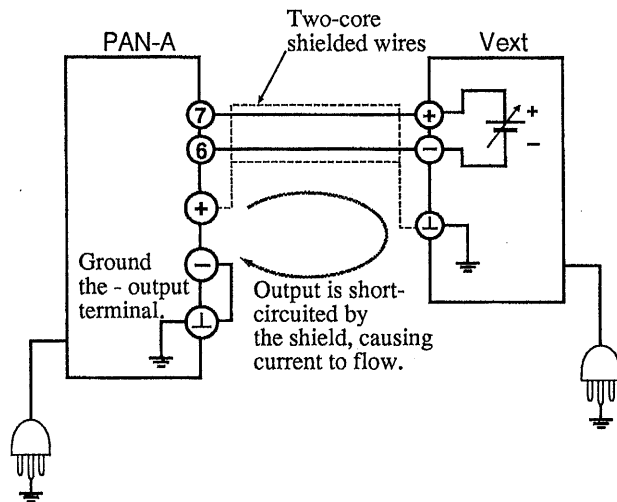 Two-core
shielded wires
PAN-A
Vext
7
+
+
6
−
−
+
⊥
−
Ground
the - output
terminal.
Output is short-
circuited by
the shield, causing
current to flow.
⊥